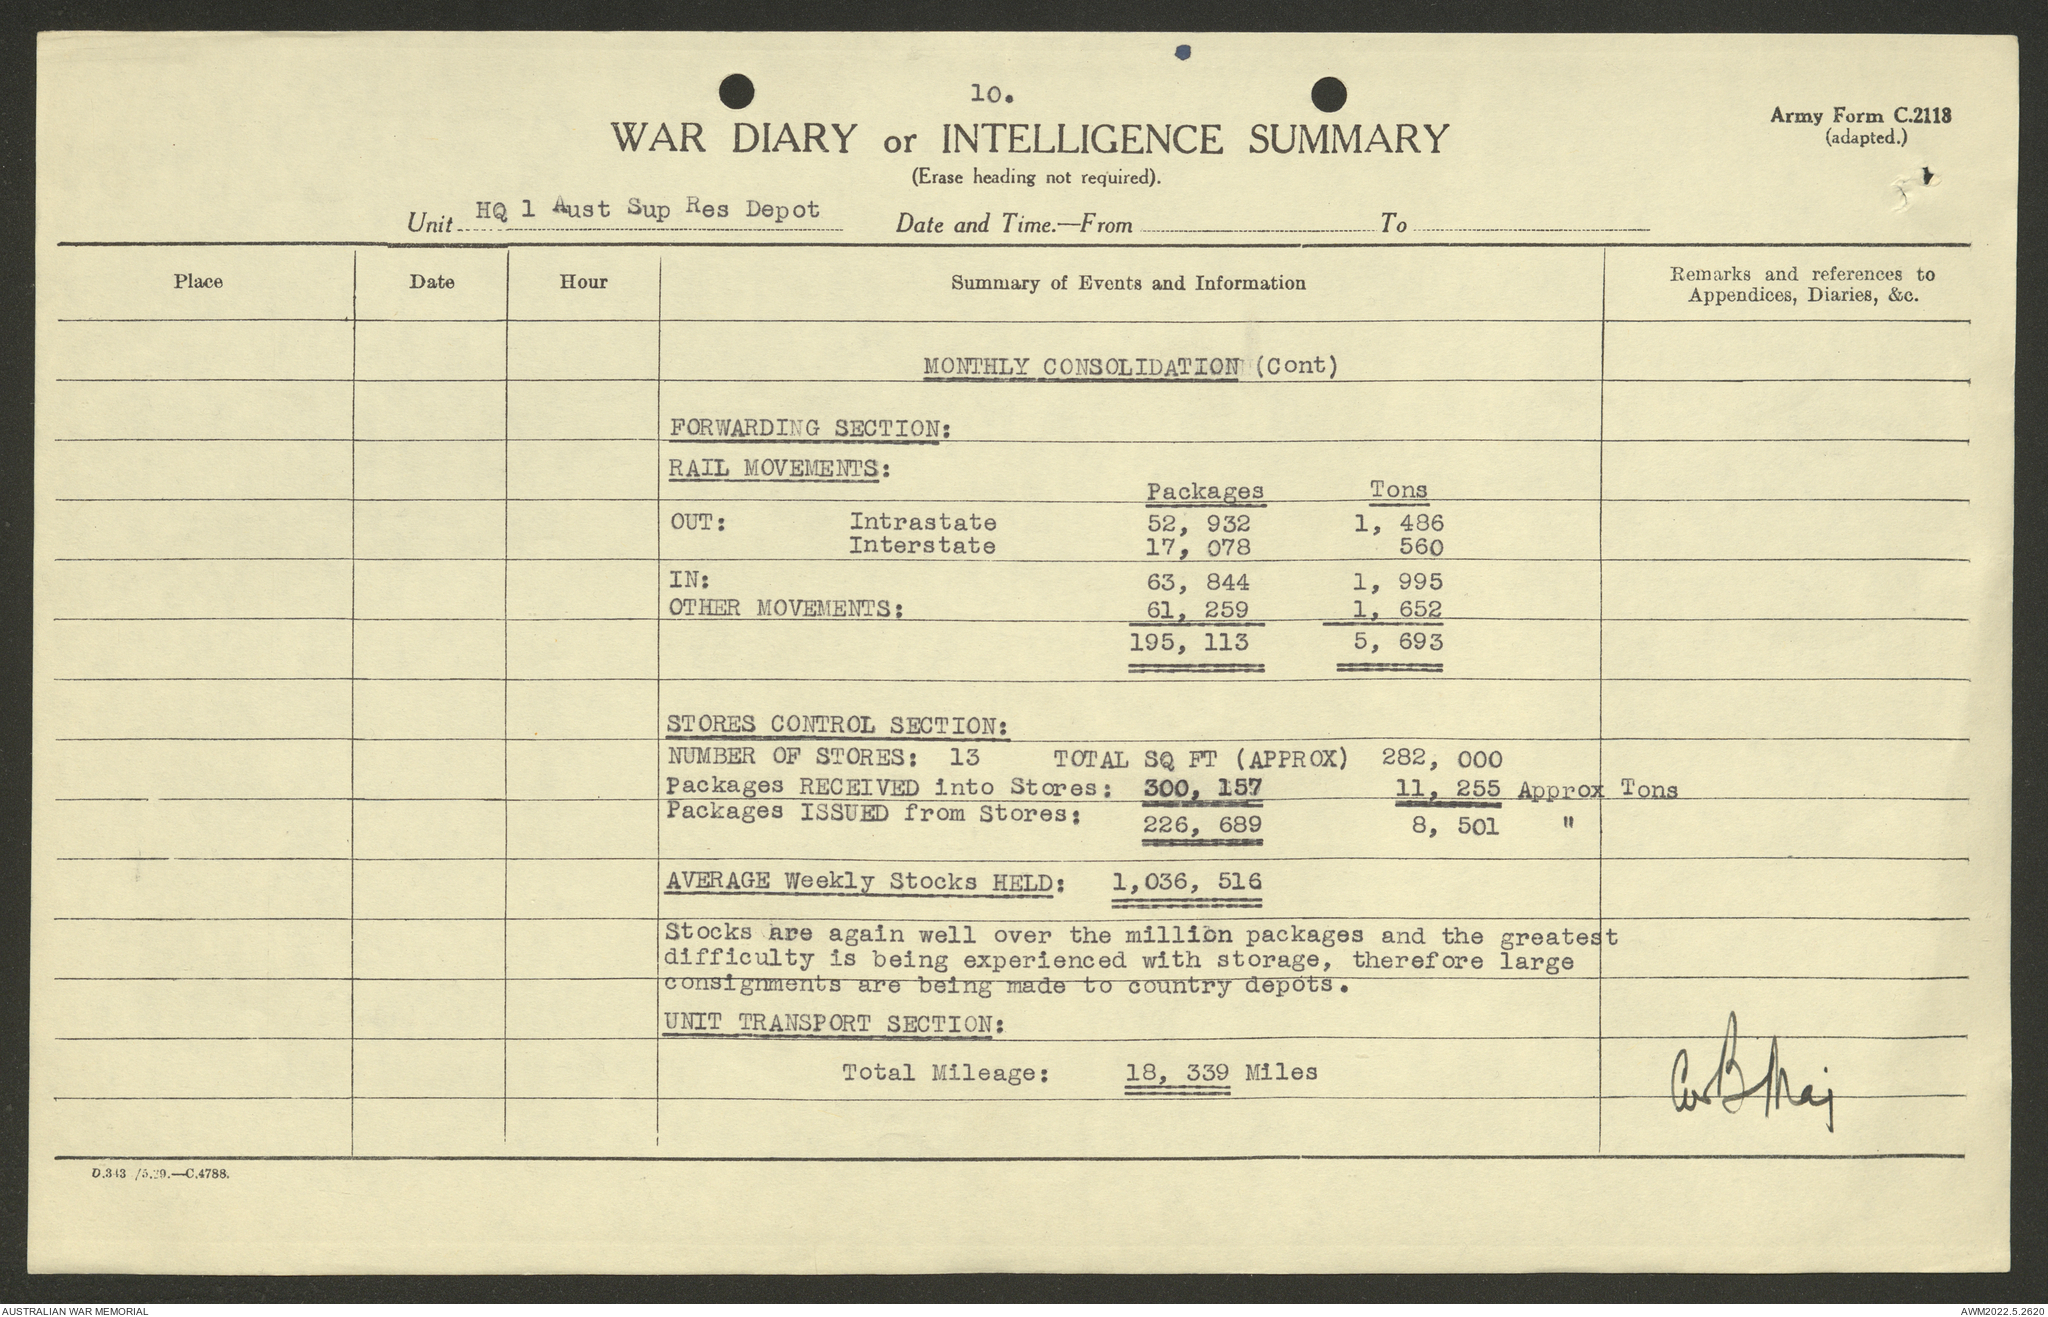 10.
WAR DIARY or INTELLIGENCE SUMMARY
(Erase heading not required).
Army Form C.2118
(adapted.)
Unit HQ 1 Aust Sup Res Depot Date and Time.—From To
Place Date Hour Summary of Events and Information Remarks and references to
Appendices, Diaries, &c.
MONTHLY CONSOLIDATION (Cont)
FORWARDING SECTION:
RAIL MOVEMENTS:
Packages Tons
OUT: Intrastate 52, 932 1, 486
Interstate 17, 078 560
IN: 63, 844 1, 995
OTHER MOVEMENTS: 61, 259 1, 652
195, 113 5, 693
STORES CONTROL SECTION:
NUMBER OF STORES: 13 TOTAL SQ FT (APPROX) 282, 000
Packages RECEIVED into Stores: 300, 157 11, 255 Approx Tons
Packages ISSUED from Stores: 226, 689 8, 501 "
AVERAGE Weekly Stocks HELD: 1,036, 516
Stocks are again well over the million packages and the greatest
difficulty is being experienced with storage, therefore large
consignments are being made to country depots.
UNIT TRANSPORT SECTION:
Total Mileage: 18, 339 Miles
Maj
C.4788.
AUSTRALIAN WAR MEMORIAL
AWM2022.5.2620